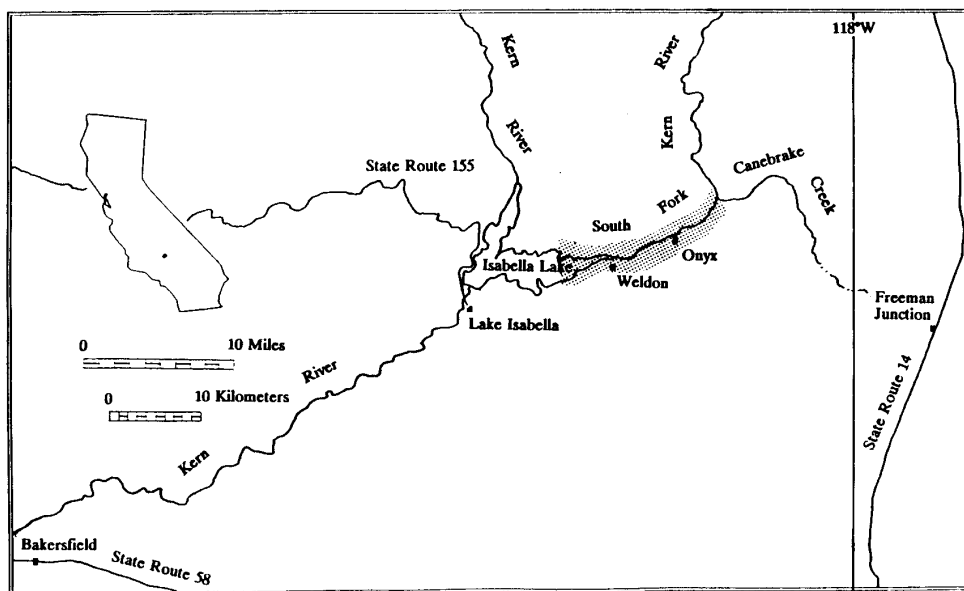 118°W
Kern
River
River
Kern
State Route 155
Canebrake
Creek
South
Fork
Isabella Lake
Onyx
Weldon
Lake Isabella
Freeman
Junction
0 10 Miles
0 10 Kilometers
River
Kern
State Route 14
Bakersfield
State Route 58